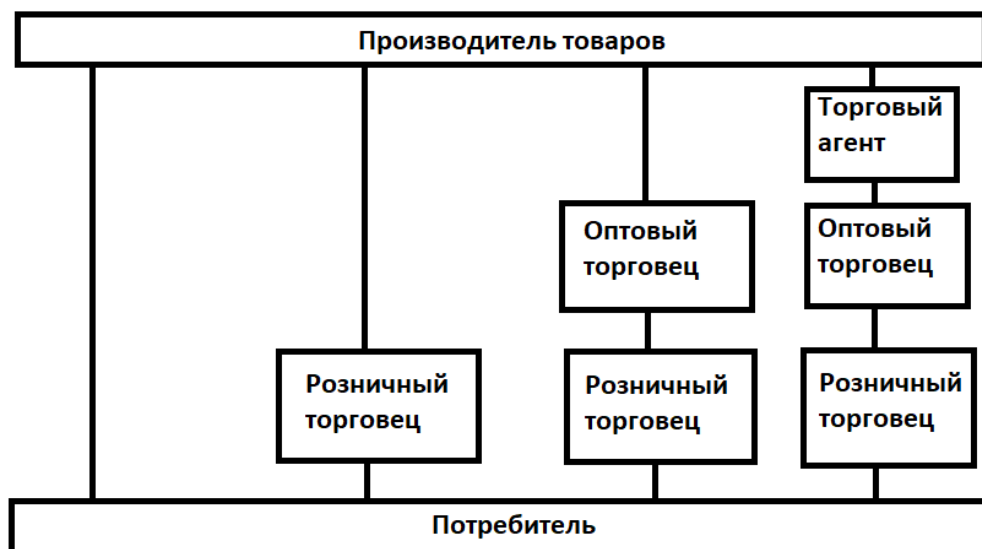 Производитель товаров
Торговый
агент
Оптовый
торговец
Оптовый
торговец
Розничный
торговец
Розничный
торговец
Розничный
торговец
Потребитель